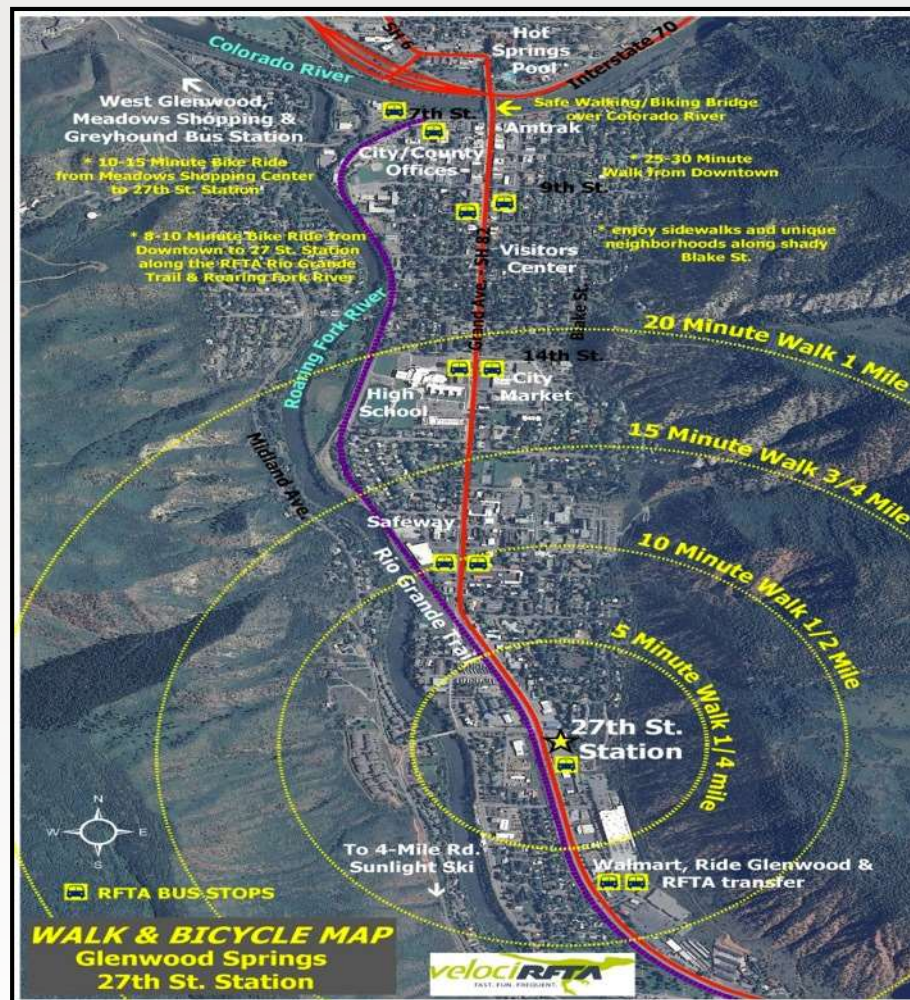 SH 6
Hot
Springs
Pool
Interstate 70
Colorado River
West Glenwood,
Meadows Shopping &
Greyhound Bus Station
7th St.
Safe Walking/Biking Bridge
over Colorado River
Amtrak
City/County
Offices
* 10-15 Minute Bike Ride
from Meadows Shopping Center
to 27th St. Station
* 25-30 Minute
Walk from Downtown
9th St.
* 8-10 Minute Bike Ride from
Downtown to 27 St. Station
along the RFTA Rio Grande
Trail & Roaring Fork River
* enjoy sidewalks and unique
neighborhoods along shady
Blake St.
Visitors
Center
Grand Ave. - SH 82
Blake St.
Roaring Fork River
20 Minute Walk 1 Mile
14th St.
City
Market
High
School
15 Minute Walk 3/4 Mile
Midland Ave.
Safeway
10 Minute Walk 1/2 Mile
Rio Grande Trail
5 Minute Walk 1/4 mile
27th St.
Station
N
W E
S
To 4-Mile Rd.
Sunlight Ski
Walmart, Ride Glenwood &
RFTA transfer
RFTA BUS STOPS
WALK & BICYCLE MAP
Glenwood Springs
27th St. Station
velociRFTA
FAST. FUN. FREQUENT.